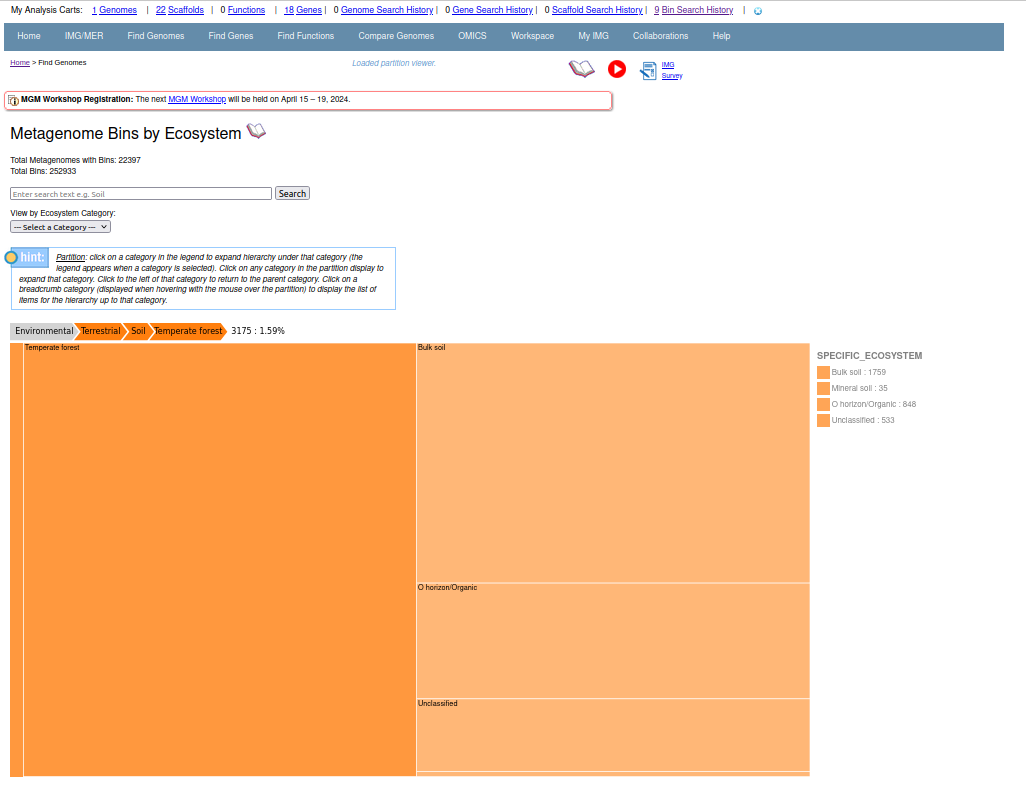 My Analysis Carts: 1 Genomes | 22 Scaffolds | 0 Functions | 18 Genes | 0 Genome Search History | 0 Gene Search History | 0 Scaffold Search History | 9 Bin Search History |
Home IMG/MER Find Genomes Find Genes Find Functions Compare Genomes OMICS Workspace My IMG Collaborations Help
Home > Find Genomes
Loaded partition viewer.
IMG
Survey
MGM Workshop Registration: The next MGM Workshop will be held on April 15 – 19, 2024.
Metagenome Bins by Ecosystem
Total Metagenomes with Bins: 22397
Total Bins: 252933
Enter search text e.g. Soil Search
View by Ecosystem Category:
--- Select a Category ---
hint: Partition: click on a category in the legend to expand hierarchy under that category (the
legend appears when a category is selected). Click on any category in the partition display to
expand that category. Click to the left of that category to return to the parent category. Click on a
breadcrumb category (displayed when hovering with the mouse over the partition) to display the list of
items for the hierarchy up to that category.
Environmental Terrestrial Soil Temperate forest 3175 : 1.59%
Temperate forest
Bulk soil
O horizon/Organic
Unclassified
SPECIFIC_ECOSYSTEM
Bulk soil : 1759
Mineral soil : 35
O horizon/Organic : 848
Unclassified : 533